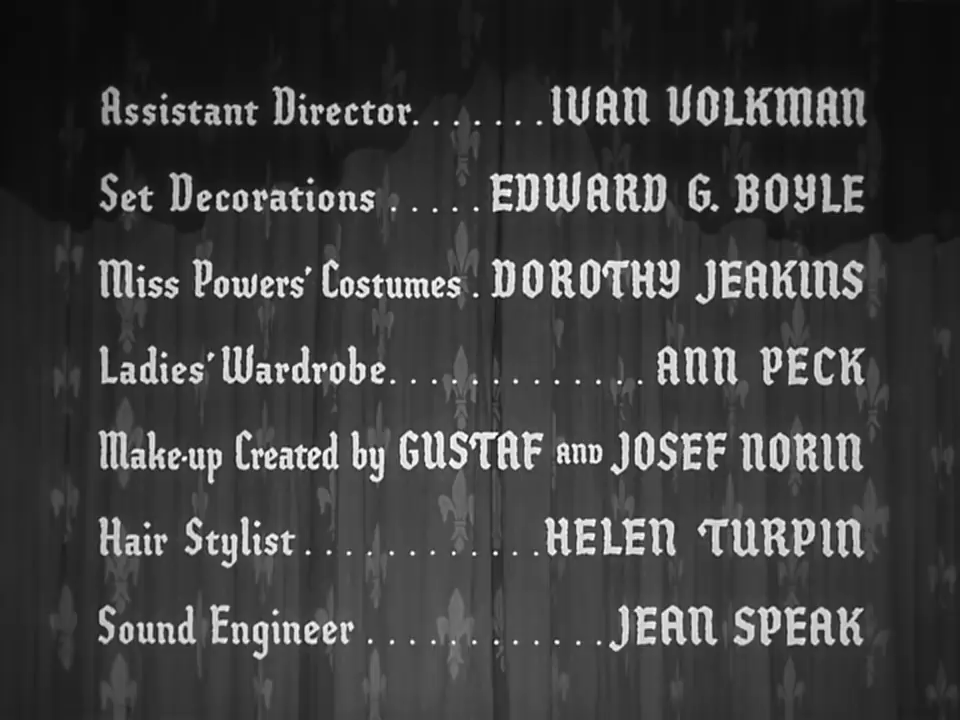 Assistant Director.......IVAN VOLKMAN
Set Decorations .....EDWARD G. BOYLE
Miss Powers' Costumes . DOROTHY JEAKINS
Ladies' Wardrobe............. ANN PECK
Make-up Created by GUSTAF AND JOSEF NORIN
Hair Stylist ............HELEN TURPIN
Sound Engineer ............JEAN SPEAK